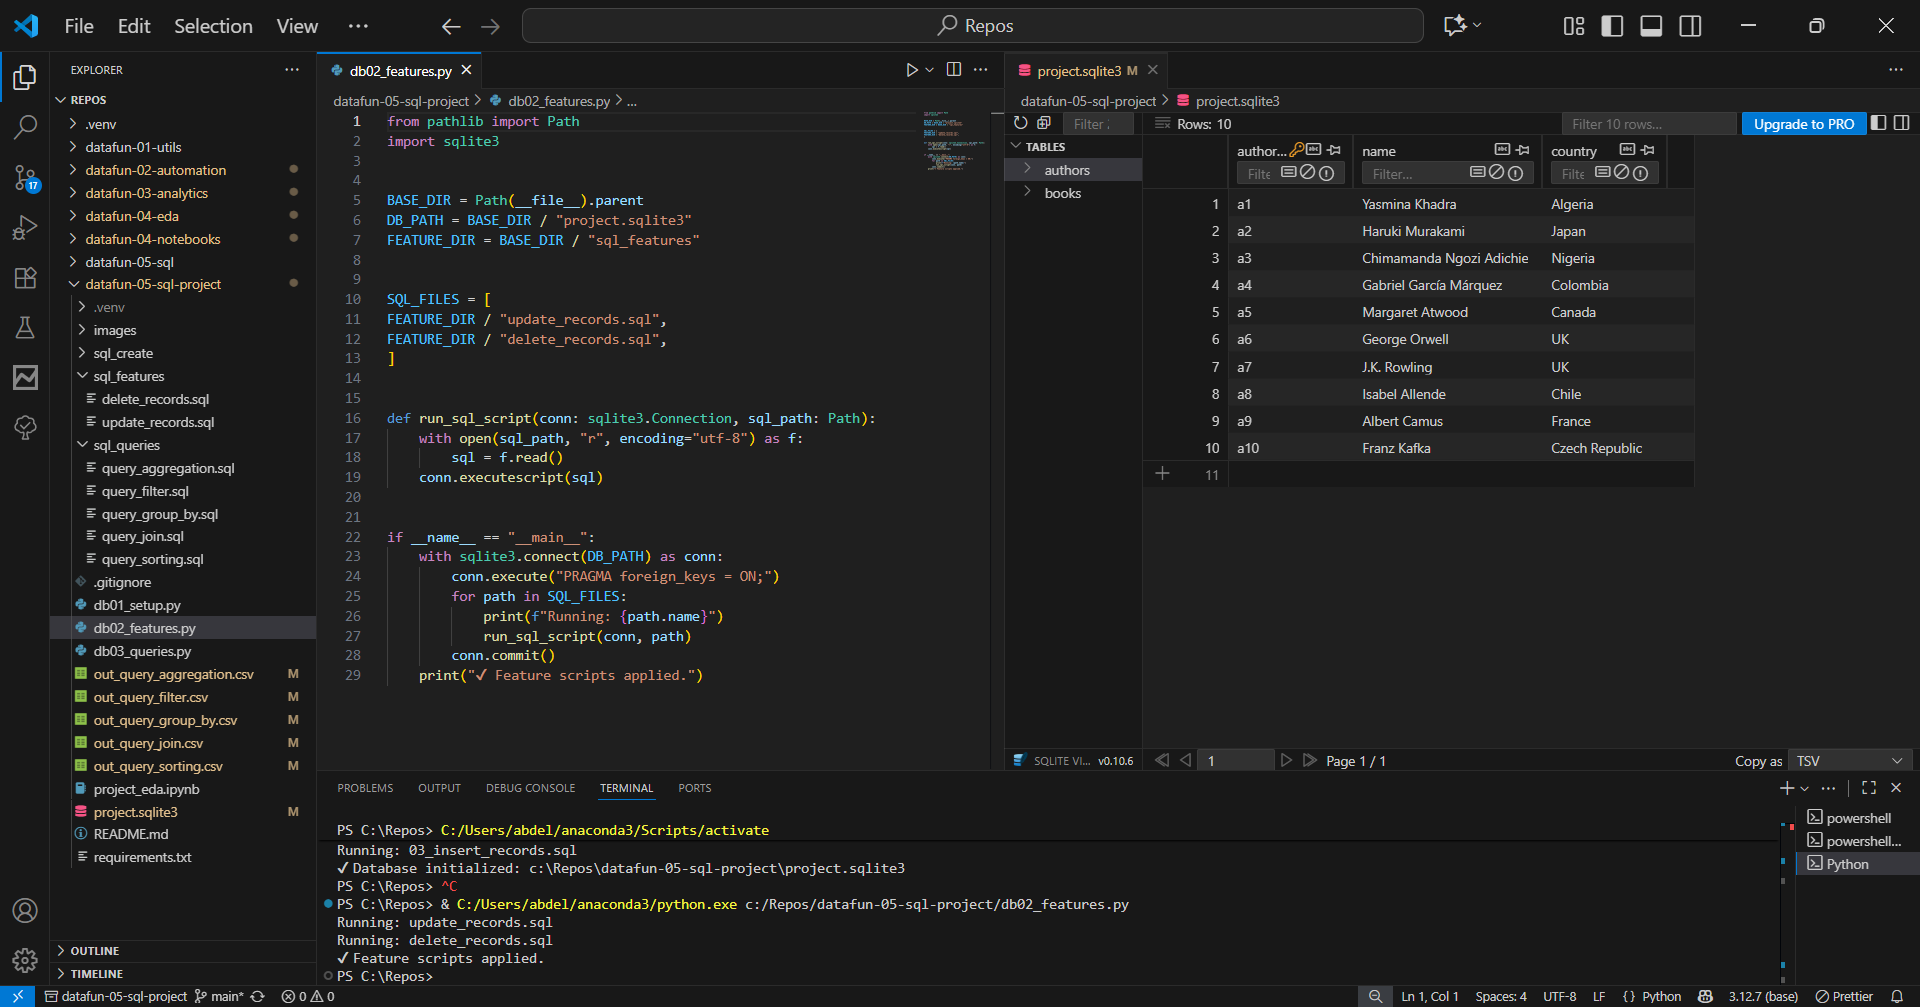 File Edit Selection View ···
Repos
EXPLORER
REPOS
.venv
datafun-01-utils
datafun-02-automation
datafun-03-analytics
datafun-04-eda
datafun-04-notebooks
datafun-05-sql
datafun-05-sql-project
.venv
images
sql_create
sql_features
delete_records.sql
update_records.sql
sql_queries
query_aggregation.sql
query_filter.sql
query_group_by.sql
query_join.sql
query_sorting.sql
.gitignore
db01_setup.py
db02_features.py
db03_queries.py
out_query_aggregation.csv M
out_query_filter.csv M
out_query_group_by.csv M
out_query_join.csv M
out_query_sorting.csv M
project_eda.ipynb
project.sqlite3 M
README.md
requirements.txt
OUTLINE
TIMELINE
17
db02_features.py
datafun-05-sql-project > db02_features.py > ...
1 from pathlib import Path
2 import sqlite3
3
4
5 BASE_DIR = Path(__file__).parent
6 DB_PATH = BASE_DIR / "project.sqlite3"
7 FEATURE_DIR = BASE_DIR / "sql_features"
8
9
10 SQL_FILES = [
11 FEATURE_DIR / "update_records.sql",
12 FEATURE_DIR / "delete_records.sql",
13 ]
14
15
16 def run_sql_script(conn: sqlite3.Connection, sql_path: Path):
17 with open(sql_path, "r", encoding="utf-8") as f:
18 sql = f.read()
19 conn.executescript(sql)
20
21
22 if __name__ == "__main__":
23 with sqlite3.connect(DB_PATH) as conn:
24 conn.execute("PRAGMA foreign_keys = ON;")
25 for path in SQL_FILES:
26 print(f"Running: {path.name}")
27 run_sql_script(conn, path)
28 conn.commit()
29 print("✓ Feature scripts applied.")
project.sqlite3 M
datafun-05-sql-project > project.sqlite3
Filter Rows: 10 Filter 10 rows... Upgrade to PRO
TABLES
authors
books
author... name country
Filte Filter... Filte
1 a1 Yasmina Khadra Algeria
2 a2 Haruki Murakami Japan
3 a3 Chimamanda Ngozi Adichie Nigeria
4 a4 Gabriel García Márquez Colombia
5 a5 Margaret Atwood Canada
6 a6 George Orwell UK
7 a7 J.K. Rowling UK
8 a8 Isabel Allende Chile
9 a9 Albert Camus France
10 a10 Franz Kafka Czech Republic
11
SQLITE VI... v0.10.6 1 Page 1 / 1 Copy as TSV
PROBLEMS OUTPUT DEBUG CONSOLE TERMINAL PORTS
PS C:\Repos> C:/Users/abdel/anaconda3/Scripts/activate
Running: 03_insert_records.sql
✓ Database initialized: c:\Repos\datafun-05-sql-project\project.sqlite3
PS C:\Repos> ^C
PS C:\Repos> & C:/Users/abdel/anaconda3/python.exe c:/Repos/datafun-05-sql-project/db02_features.py
Running: update_records.sql
Running: delete_records.sql
✓ Feature scripts applied.
PS C:\Repos>
powershell
powershell...
Python
datafun-05-sql-project main* 0 0
Ln 1, Col 1 Spaces: 4 UTF-8 LF {} Python 3.12.7 (base) Prettier